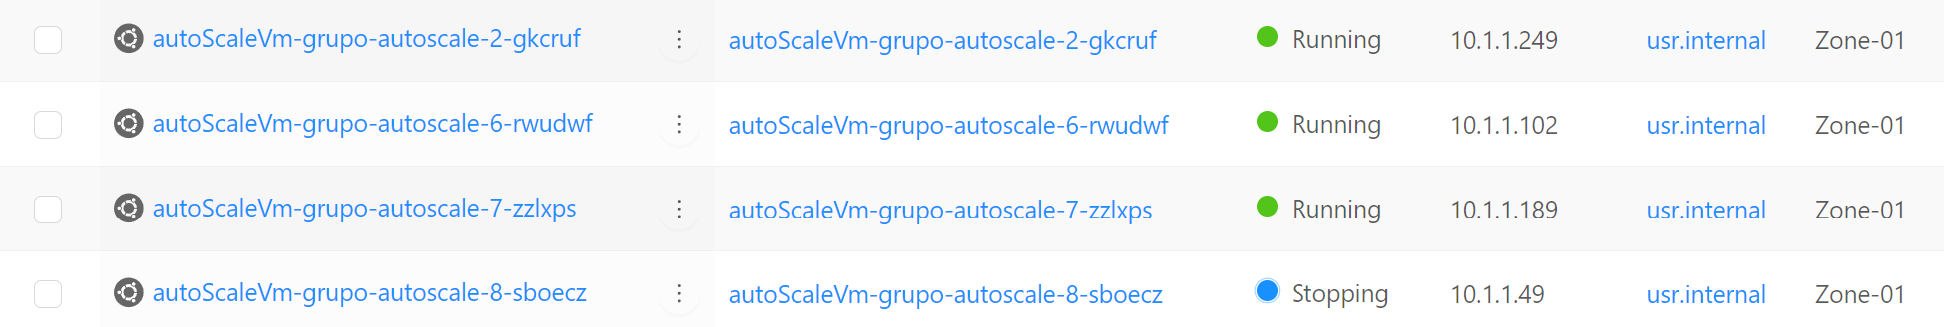 autoScaleVm-grupo-autoscale-2-gkcruf autoScaleVm-grupo-autoscale-2-gkcruf Running 10.1.1.249 usr.internal Zone-01
autoScaleVm-grupo-autoscale-6-rwudwf autoScaleVm-grupo-autoscale-6-rwudwf Running 10.1.1.102 usr.internal Zone-01
autoScaleVm-grupo-autoscale-7-zzlxps autoScaleVm-grupo-autoscale-7-zzlxps Running 10.1.1.189 usr.internal Zone-01
autoScaleVm-grupo-autoscale-8-sboecz autoScaleVm-grupo-autoscale-8-sboecz Stopping 10.1.1.49 usr.internal Zone-01